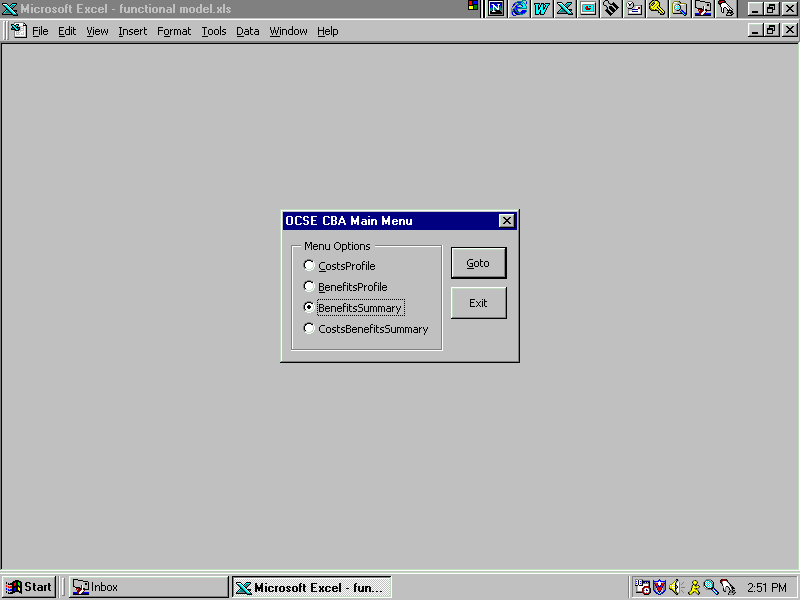 Microsoft Excel - functional model.xls
File Edit View Insert Format Tools Data Window Help
OCSE CBA Main Menu
Menu Options
CostsProfile
BenefitsProfile
BenefitsSummary
CostsBenefitsSummary
Goto
Exit
Start Inbox Microsoft Excel - fun... 2:51 PM